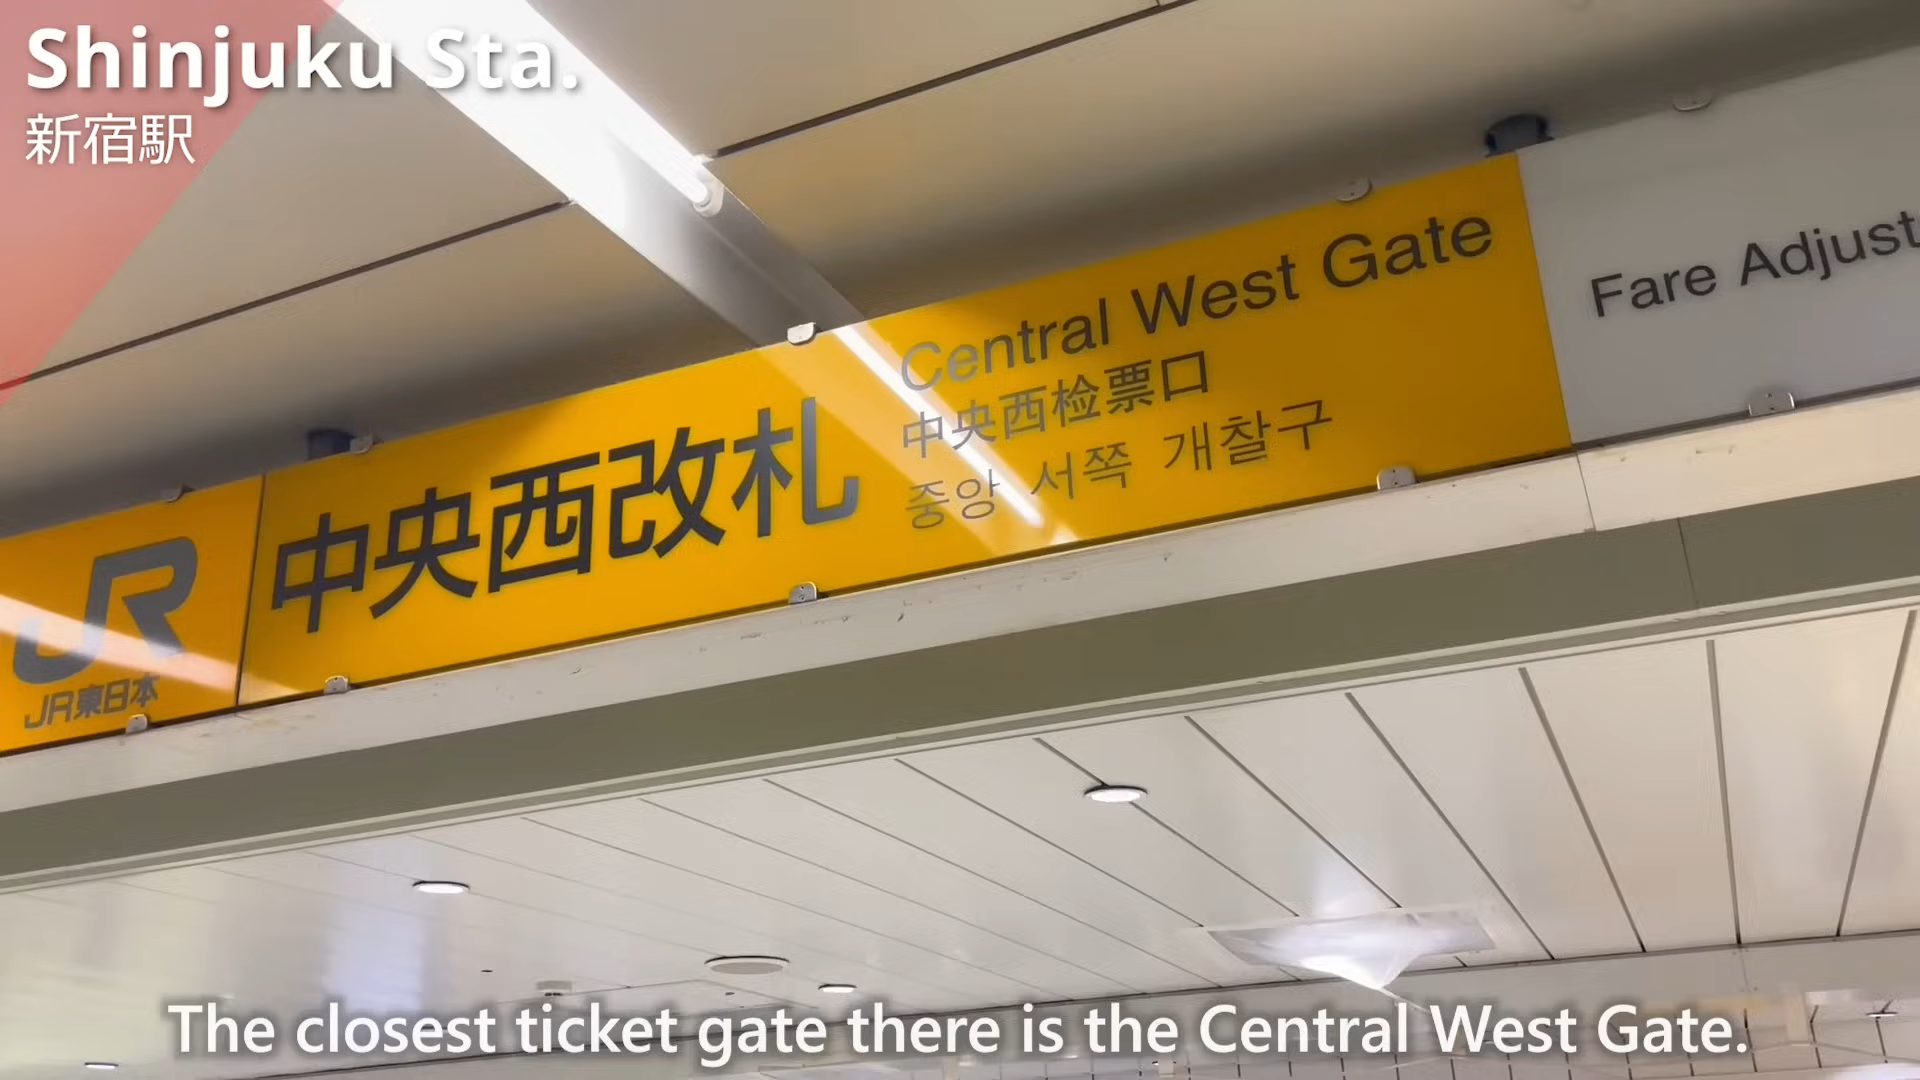 Shinjuku Sta.
新宿駅
JR
JR東日本
中央西改札
Central West Gate
中央西检票口
중앙 서쪽 개찰구
Fare Adjust
The closest ticket gate there is the Central West Gate.